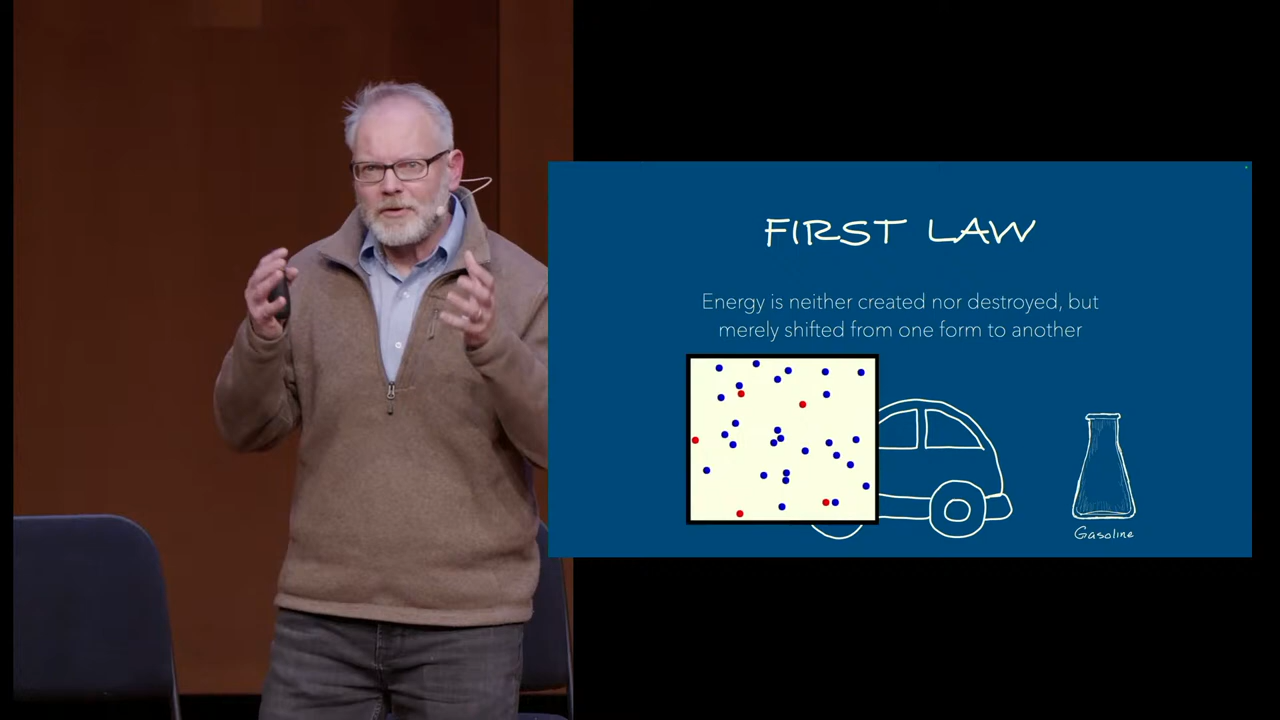 FIRST LAW
Energy is neither created nor destroyed, but
merely shifted from one form to another
Gasoline